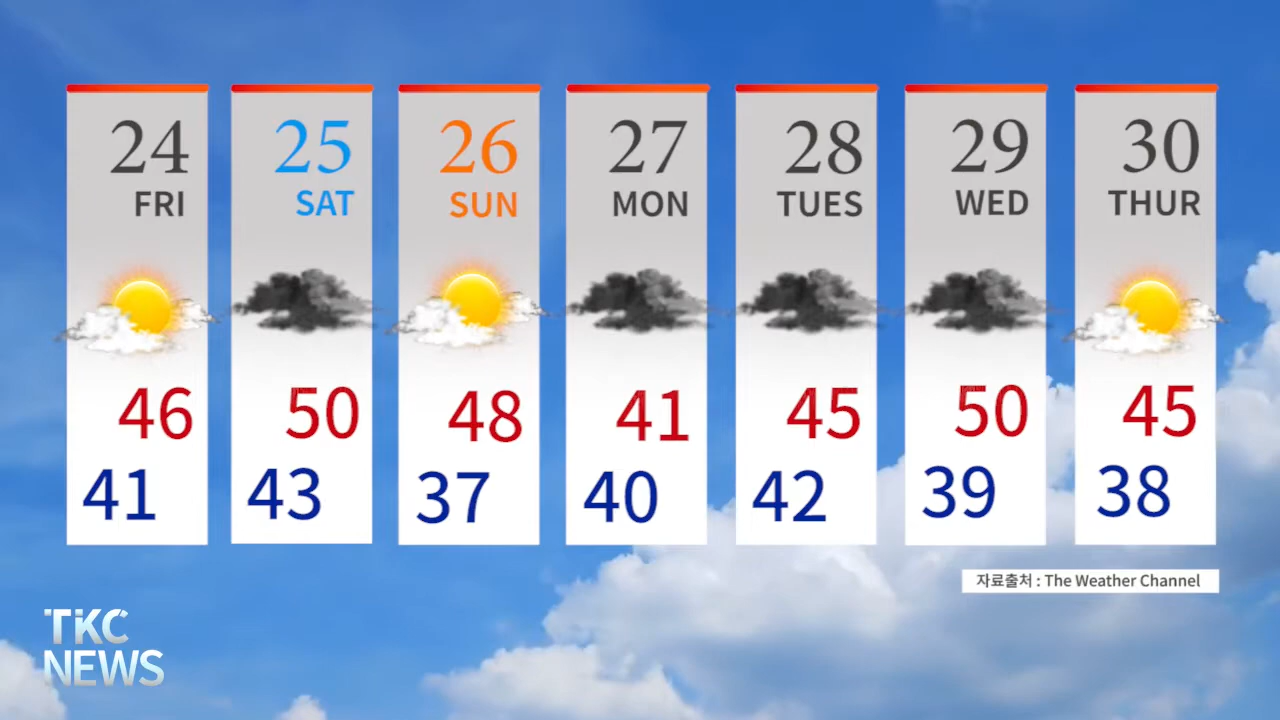 24
FRI
46
41
25
SAT
50
43
26
SUN
48
37
27
MON
41
40
28
TUES
45
42
29
WED
50
39
30
THUR
45
38
자료출처 : The Weather Channel
TKC
NEWS